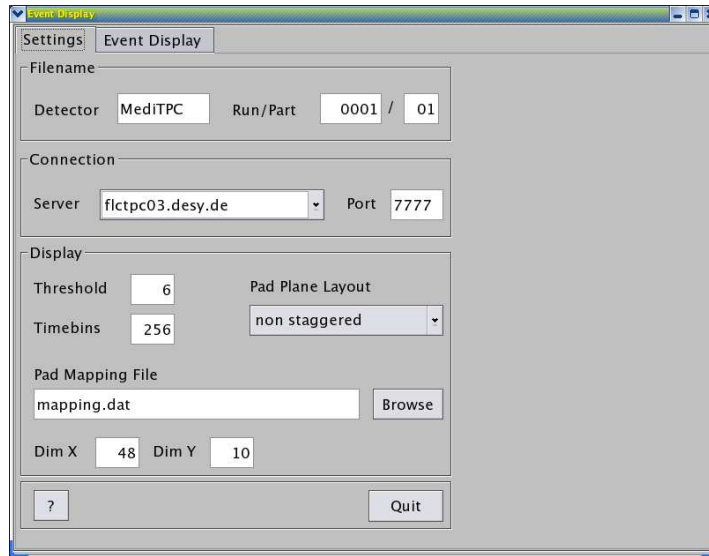 Event Display
Settings Event Display
Filename
Detector MediTPC Run/Part 0001 / 01
Connection
Server flctpc03.desy.de Port 7777
Display
Threshold 6 Pad Plane Layout
Timebins 256 non staggered
Pad Mapping File
mapping.dat Browse
Dim X 48 Dim Y 10
? Quit